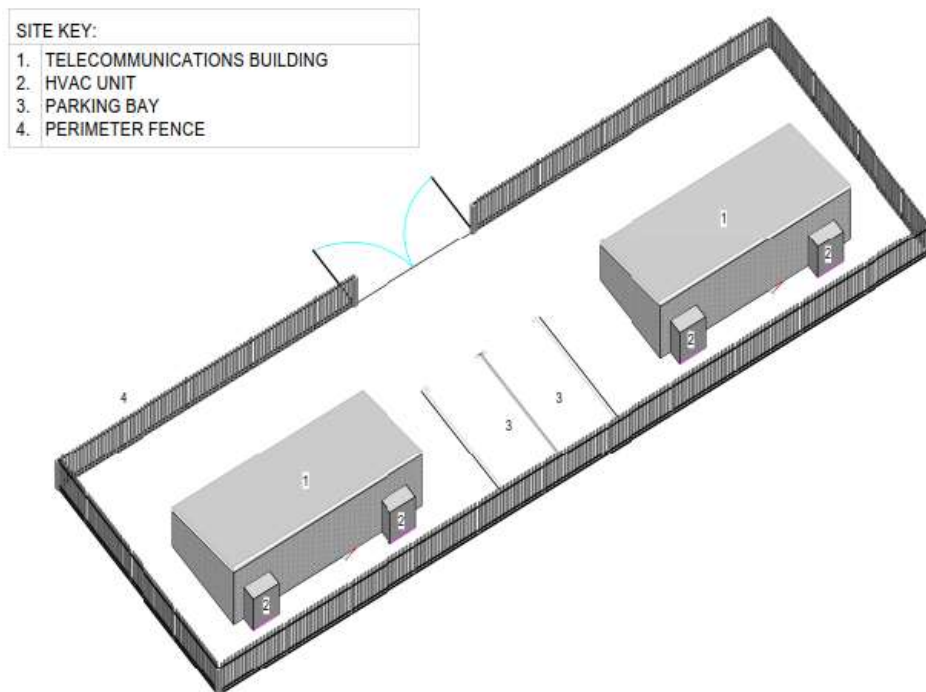 SITE KEY:
1. TELECOMMUNICATIONS BUILDING
2. HVAC UNIT
3. PARKING BAY
4. PERIMETER FENCE
1
2
2
4
3
3
1
2
2